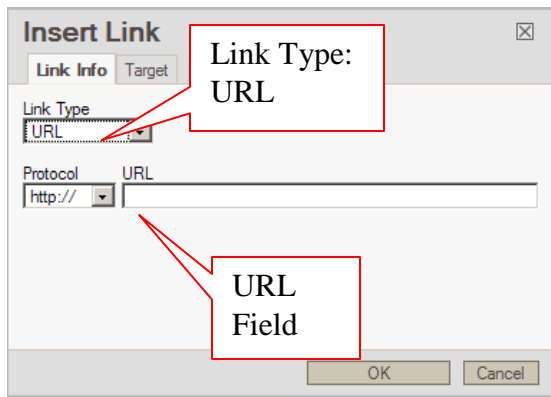 Insert Link
Link Info Target
Link Type:
URL
Link Type
URL
Protocol URL
http://
URL
Field
OK Cancel